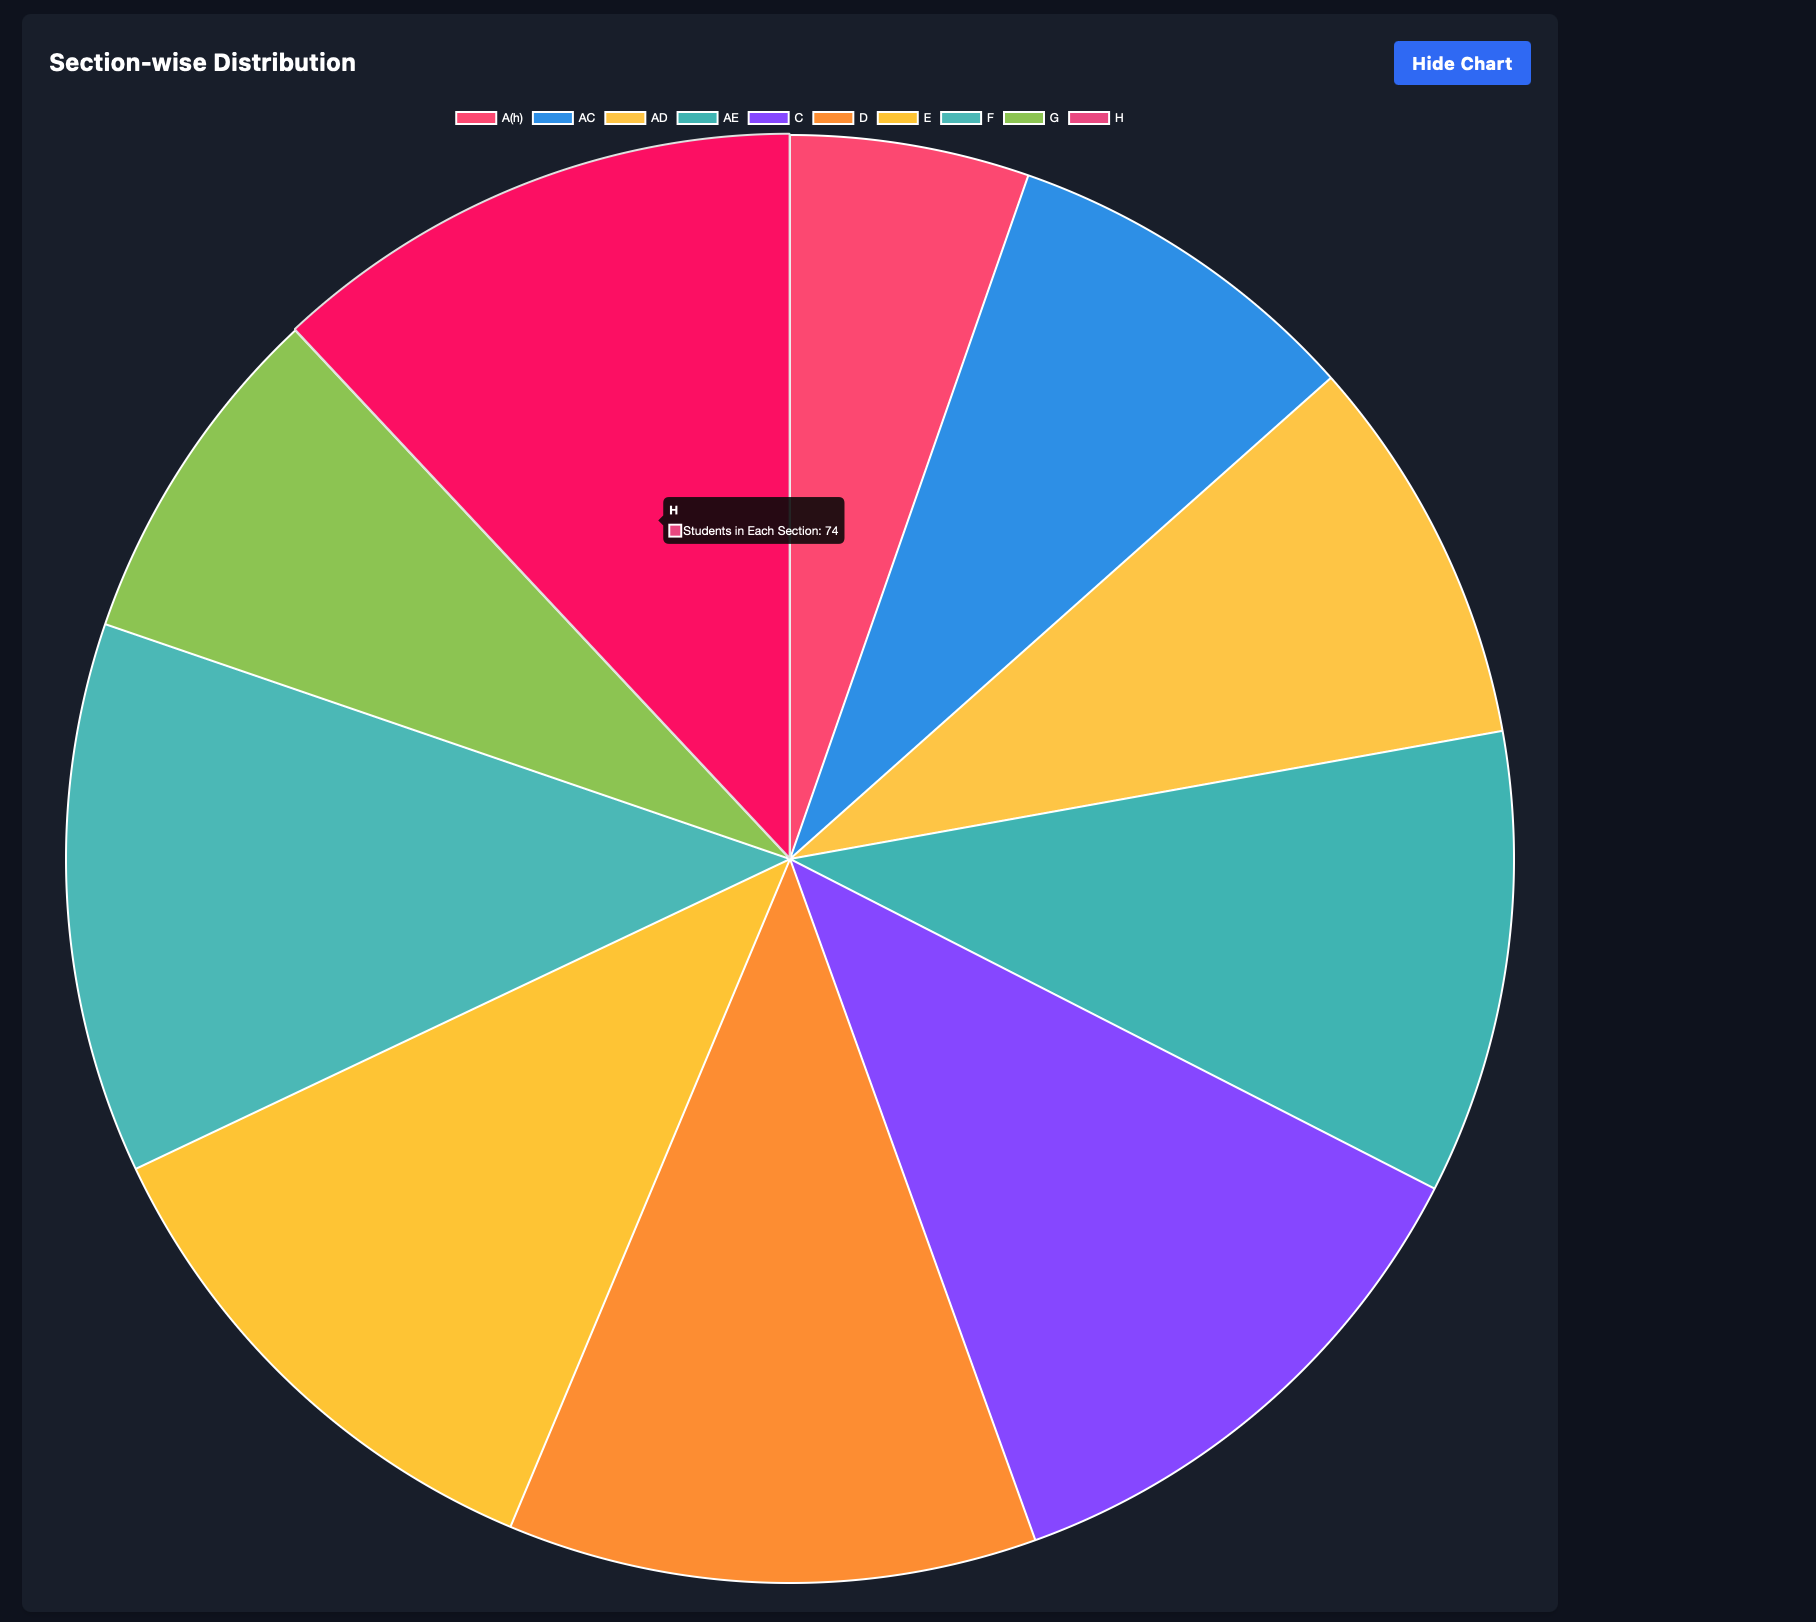 Section-wise Distribution
Hide Chart
A(h) AC AD AE C D E F G H
H
Students in Each Section: 74